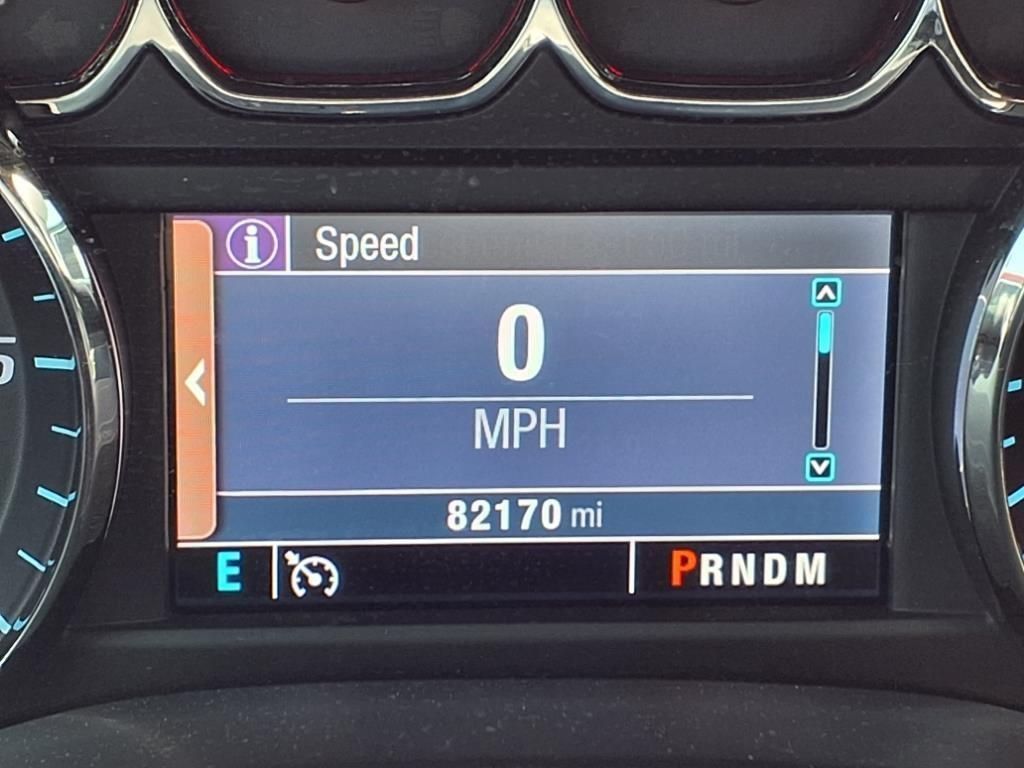 Speed
0
MPH
82170 mi
E PRNDM